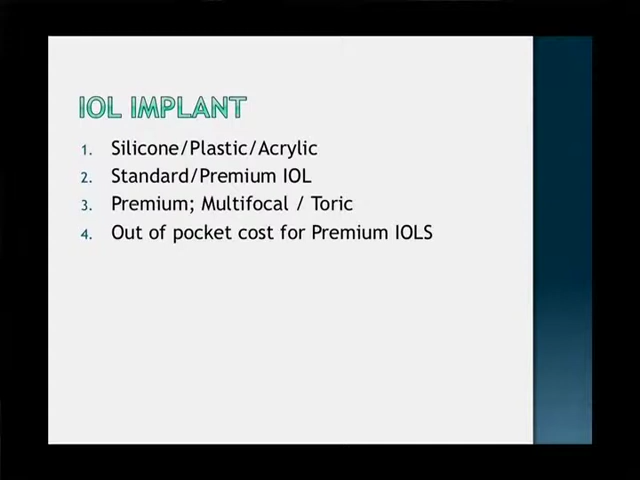 IOL IMPLANT
1. Silicone/Plastic/Acrylic
2. Standard/Premium IOL
3. Premium; Multifocal / Toric
4. Out of pocket cost for Premium IOLS